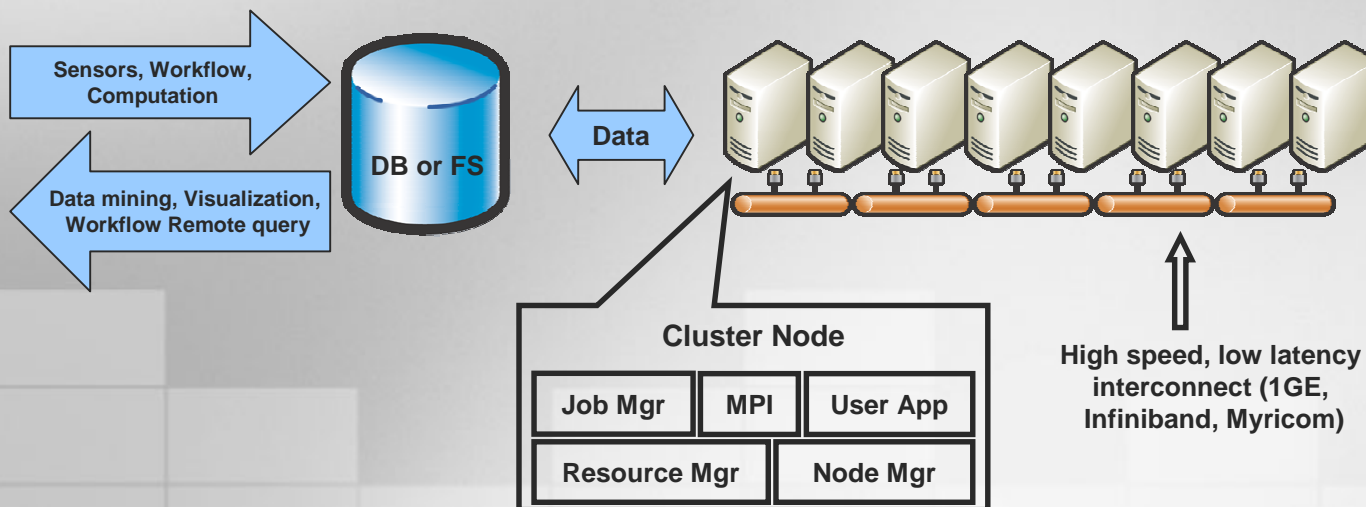 Sensors, Workflow,
Computation
Data mining, Visualization,
Workflow Remote query
DB or FS
Data
Cluster Node
Job Mgr
MPI
User App
Resource Mgr
Node Mgr
High speed, low latency
interconnect (1GE,
Infiniband, Myricom)